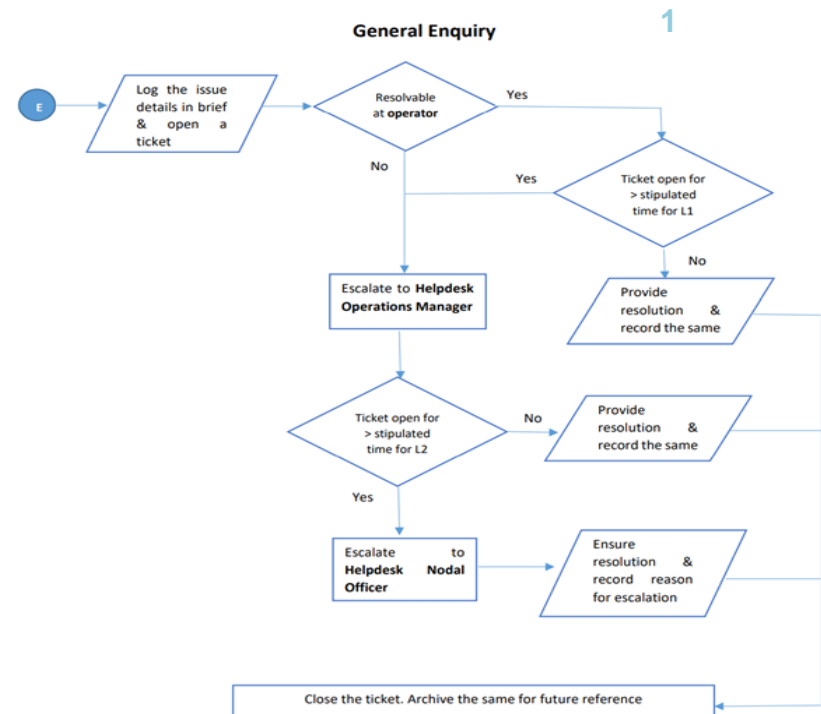 1
General Enquiry
E
Log the issue
details in brief
& open a
ticket
Resolvable
at operator
Yes
No
Yes
Ticket open for
> stipulated
time for L1
No
Escalate to Helpdesk
Operations Manager
Provide
resolution &
record the same
Ticket open for
> stipulated
time for L2
No
Provide
resolution &
record the same
Yes
Escalate to
Helpdesk Nodal
Officer
Ensure
resolution &
record reason
for escalation
Close the ticket. Archive the same for future reference